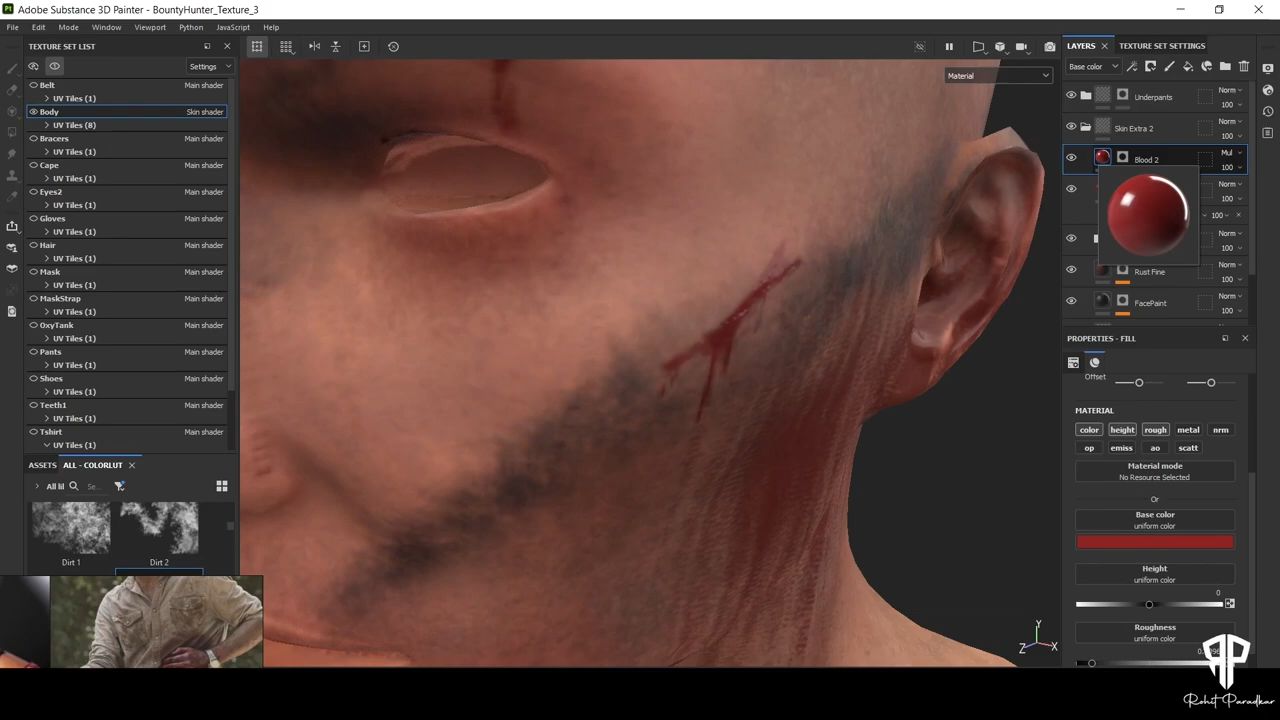 Adobe Substance 3D Painter - BountyHunter_Texture_3
File Edit Mode Window Viewport Python JavaScript Help
TEXTURE SET LIST
Settings
Belt Main shader
UV Tiles (1)
Body Skin shader
UV Tiles (8)
Bracers Main shader
UV Tiles (1)
Cape Main shader
UV Tiles (1)
Eyes2 Main shader
UV Tiles (1)
Gloves Main shader
UV Tiles (1)
Hair Main shader
UV Tiles (1)
Mask Main shader
UV Tiles (1)
MaskStrap Main shader
UV Tiles (1)
OxyTank Main shader
UV Tiles (1)
Pants Main shader
UV Tiles (1)
Shoes Main shader
UV Tiles (1)
Teeth1 Main shader
UV Tiles (1)
Tshirt Main shader
UV Tiles (1)
ASSETS ALL - COLORLUT
All lil Se...
Dirt 1 Dirt 2
Material
Y
Z X
LAYERS TEXTURE SET SETTINGS
Base color
Underpants Norm
100
Skin Extra 2 Norm
100
Blood 2 Mul
100
Norm
100
100
Norm
100
Rust Fine Norm
100
FacePaint Norm
100
PROPERTIES - FILL
Offset
MATERIAL
color height rough metal nrm
op emiss ao scatt
Material mode
No Resource Selected
Or
Base color
uniform color
Height
uniform color
0
Roughness
uniform color
Rohit Paradkar